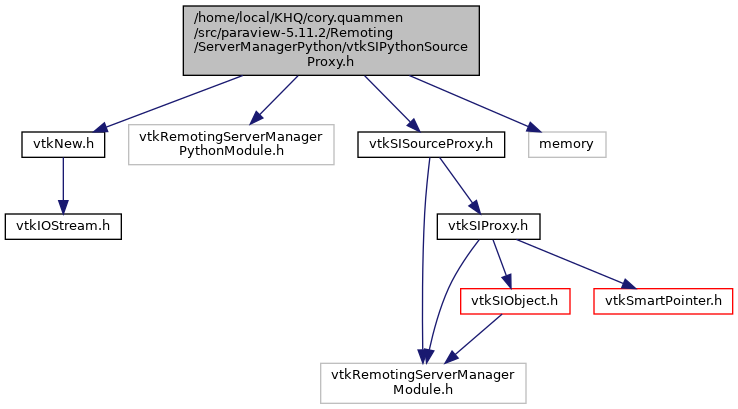 /home/local/KHQ/cory.quammen
/src/paraview-5.11.2/Remoting
/ServerManagerPython/vtkSIPythonSource
Proxy.h
vtkNew.h
vtkRemotingServerManager
PythonModule.h
vtkSISourceProxy.h
memory
vtkIOStream.h
vtkSIProxy.h
vtkSIObject.h
vtkSmartPointer.h
vtkRemotingServerManager
Module.h